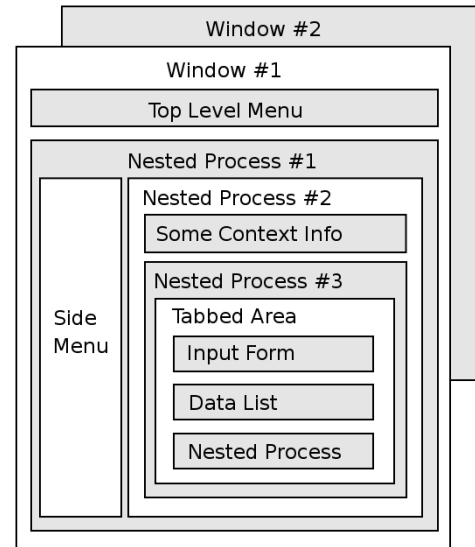 Window #2
Window #1
Top Level Menu
Nested Process #1
Nested Process #2
Some Context Info
Nested Process #3
Side
Menu
Tabbed Area
Input Form
Data List
Nested Process